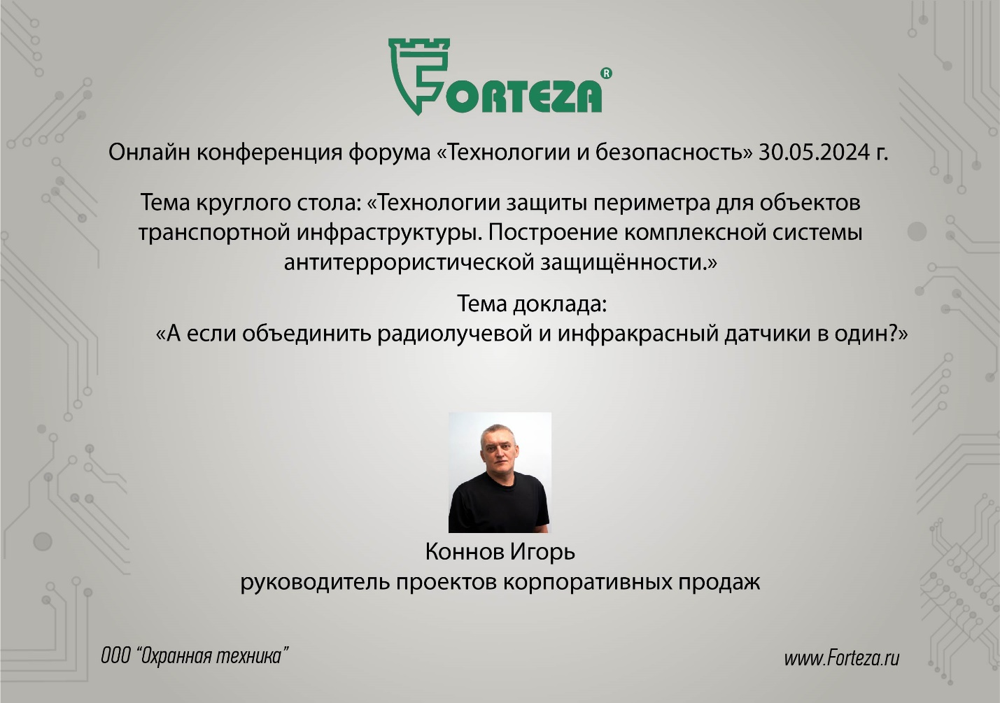 FORTEZA®
Онлайн конференция форума «Технологии и безопасность» 30.05.2024 г.
Тема круглого стола: «Технологии защиты периметра для объектов
транспортной инфраструктуры. Построение комплексной системы
антитеррористической защищённости.»
Тема доклада:
«А если объединить радиолучевой и инфракрасный датчики в один?»
Коннов Игорь
руководитель проектов корпоративных продаж
ООО “Охранная техника”
www.Forteza.ru